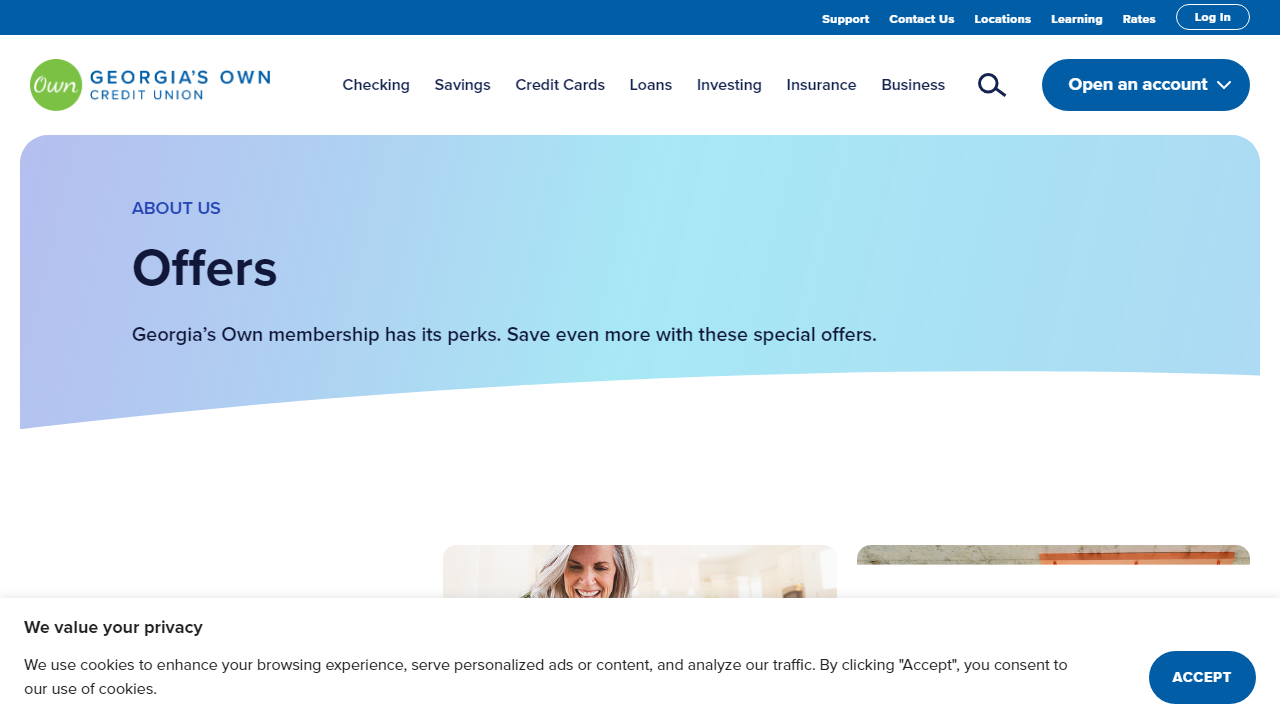 Support Contact Us Locations Learning Rates Log In
Own GEORGIA'S OWN
CREDIT UNION
Checking Savings Credit Cards Loans Investing Insurance Business Open an account
ABOUT US
Offers
Georgia’s Own membership has its perks. Save even more with these special offers.
We value your privacy
We use cookies to enhance your browsing experience, serve personalized ads or content, and analyze our traffic. By clicking "Accept", you consent to
our use of cookies.
ACCEPT